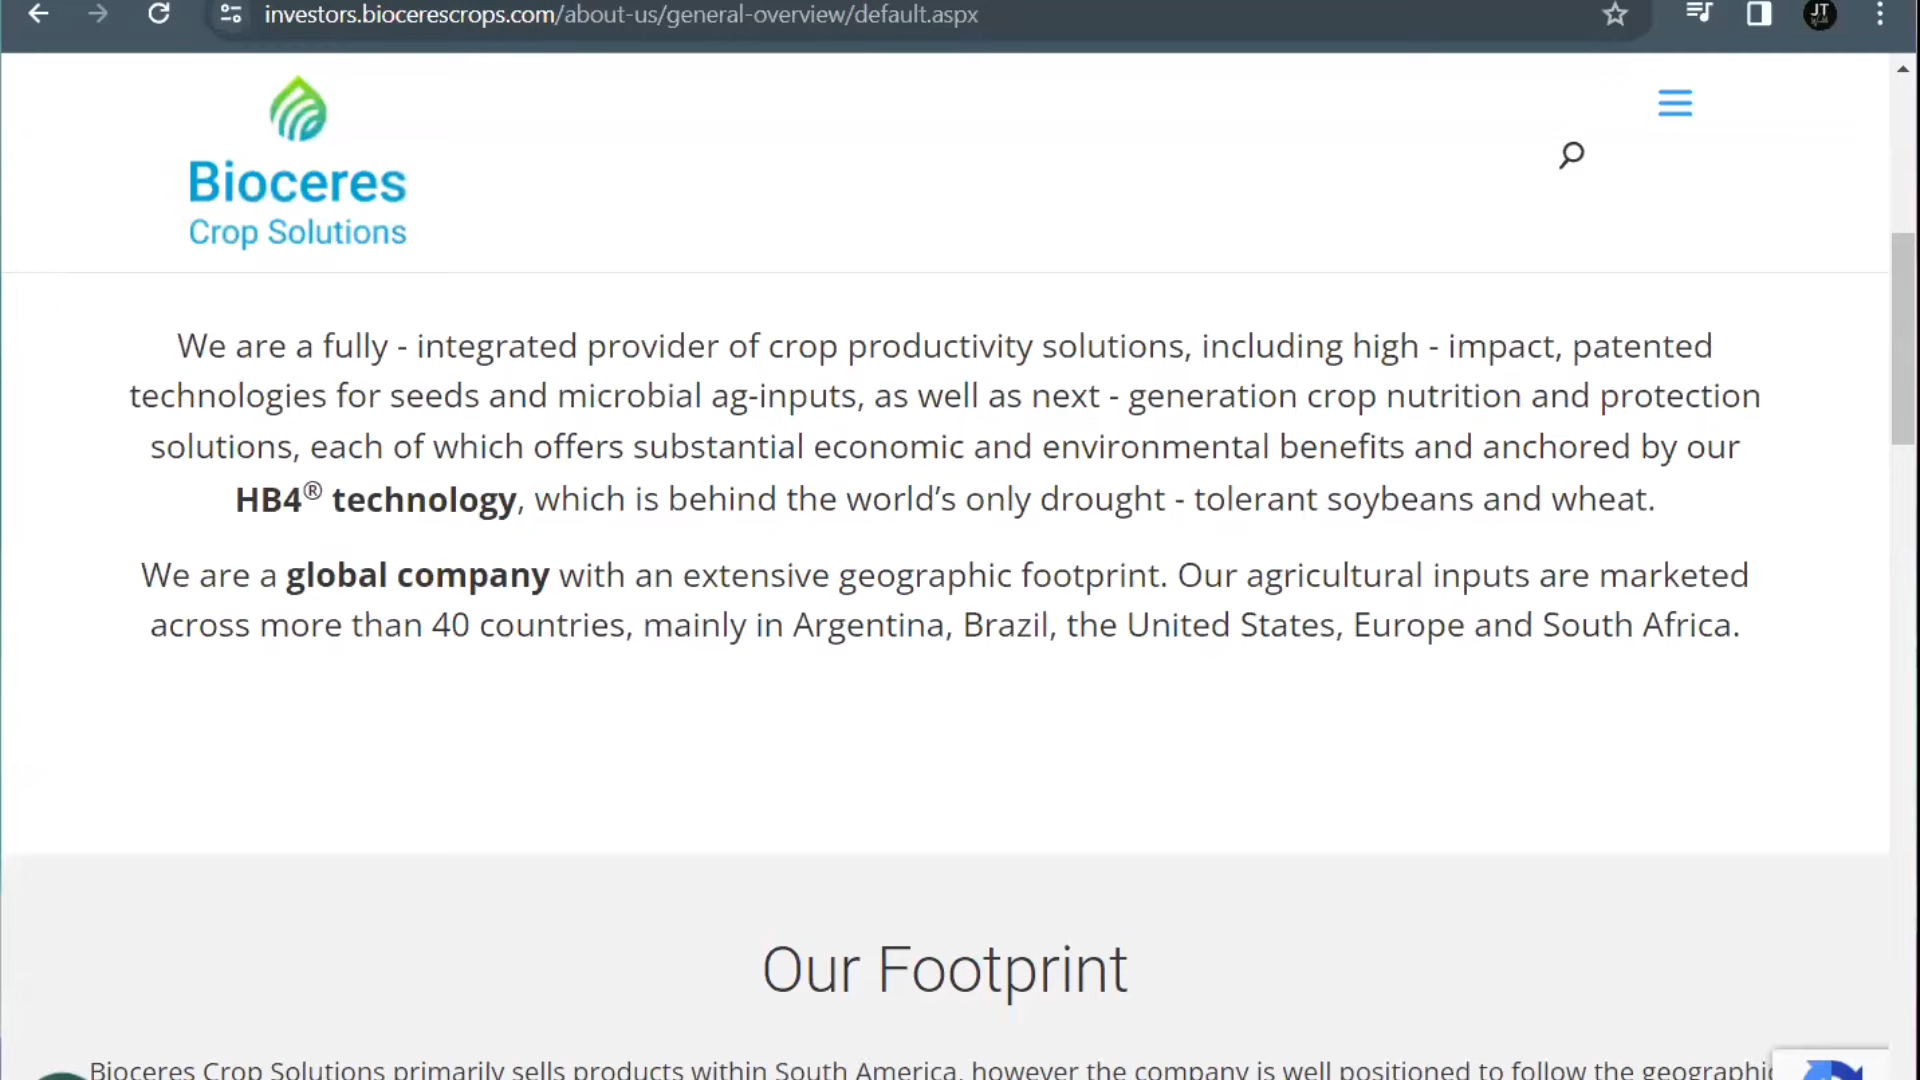 investors.biocerescrops.com/about-us/general-overview/default.aspx
JT
Bioceres
Crop Solutions
We are a fully - integrated provider of crop productivity solutions, including high - impact, patented
technologies for seeds and microbial ag-inputs, as well as next - generation crop nutrition and protection
solutions, each of which offers substantial economic and environmental benefits and anchored by our
HB4® technology, which is behind the world’s only drought - tolerant soybeans and wheat.
We are a global company with an extensive geographic footprint. Our agricultural inputs are marketed
across more than 40 countries, mainly in Argentina, Brazil, the United States, Europe and South Africa.
Our Footprint
Bioceres Crop Solutions primarily sells products within South America, however the company is well positioned to follow the geographic